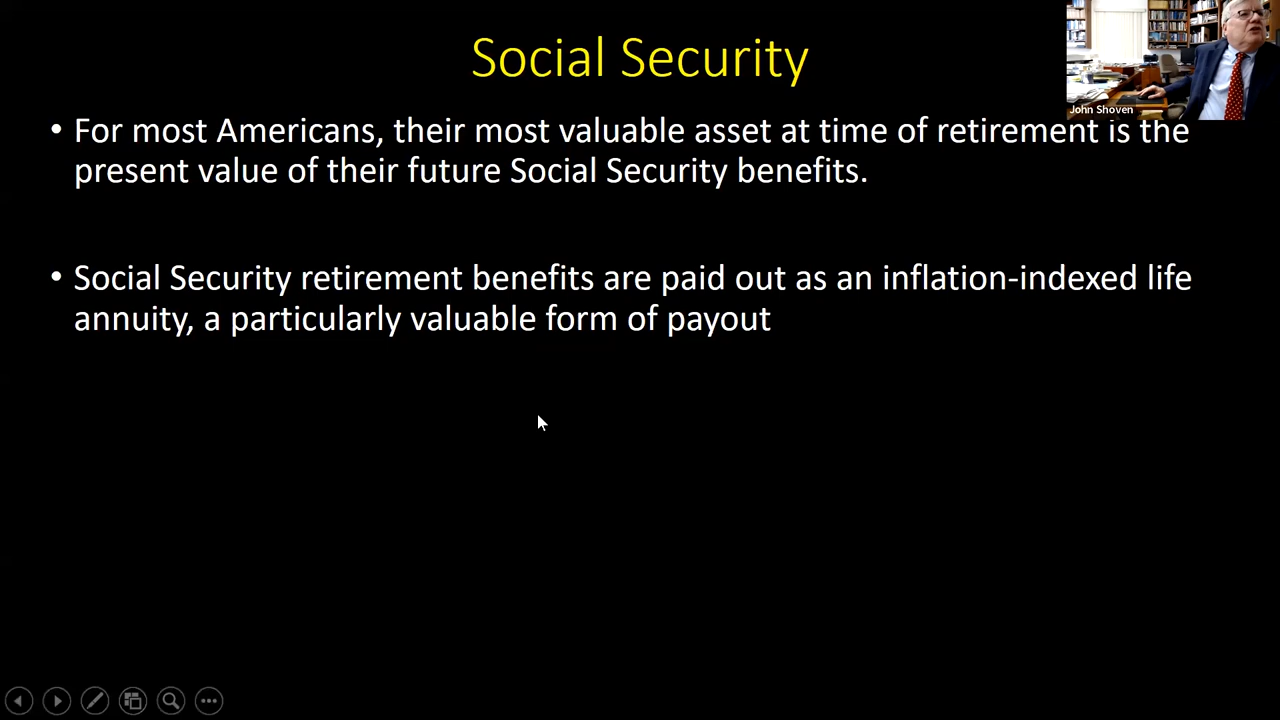 Social Security
John Shoven
• For most Americans, their most valuable asset at time of retirement is the
present value of their future Social Security benefits.
• Social Security retirement benefits are paid out as an inflation-indexed life
annuity, a particularly valuable form of payout